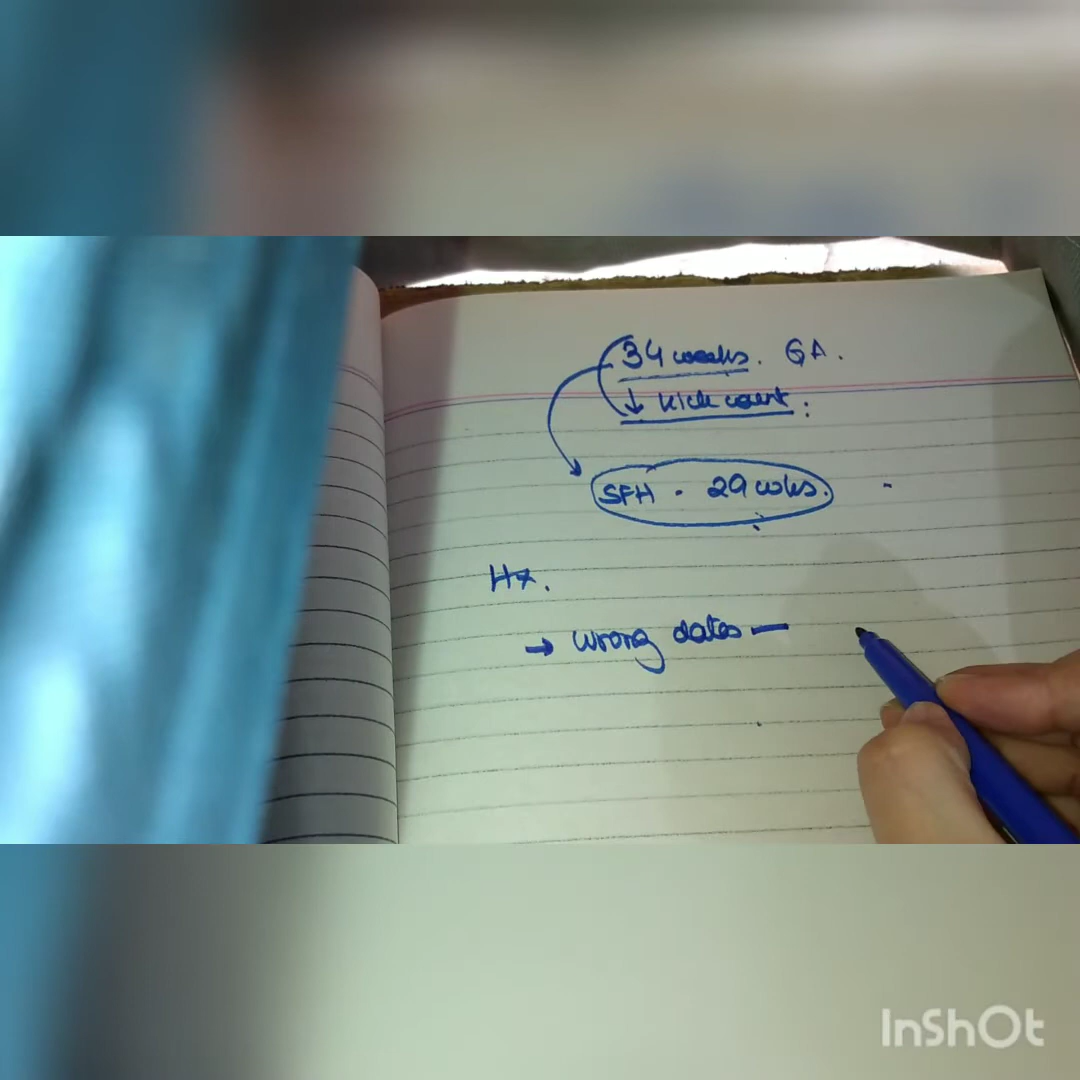 34 weeks. GA.
↓ kick count:
SFH - 29 wks.
Hx.
→ wrong dates —
InShOt